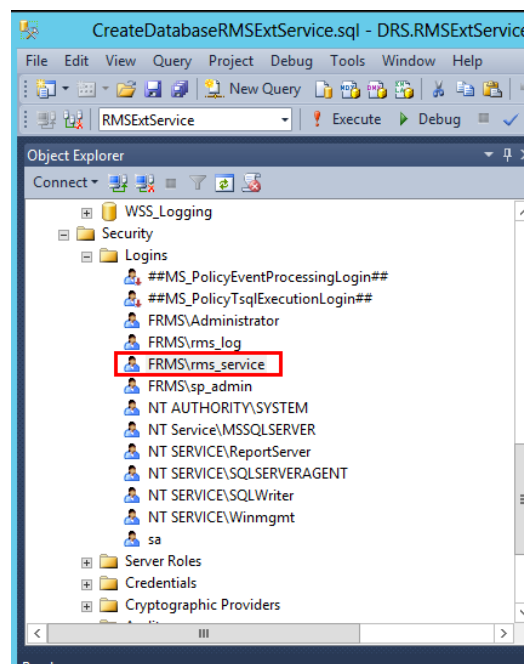 CreateDatabaseRMSExtService.sql - DRS.RMSExtService
File Edit View Query Project Debug Tools Window Help
New Query
RMSExtService Execute Debug
Object Explorer
Connect
WSS_Logging
Security
Logins
##MS_PolicyEventProcessingLogin##
##MS_PolicyTsqlExecutionLogin##
FRMS\Administrator
FRMS\rms_log
FRMS\rms_service
FRMS\sp_admin
NT AUTHORITY\SYSTEM
NT Service\MSSQLSERVER
NT SERVICE\ReportServer
NT SERVICE\SQLSERVERAGENT
NT SERVICE\SQLWriter
NT SERVICE\Winmgmt
sa
Server Roles
Credentials
Cryptographic Providers